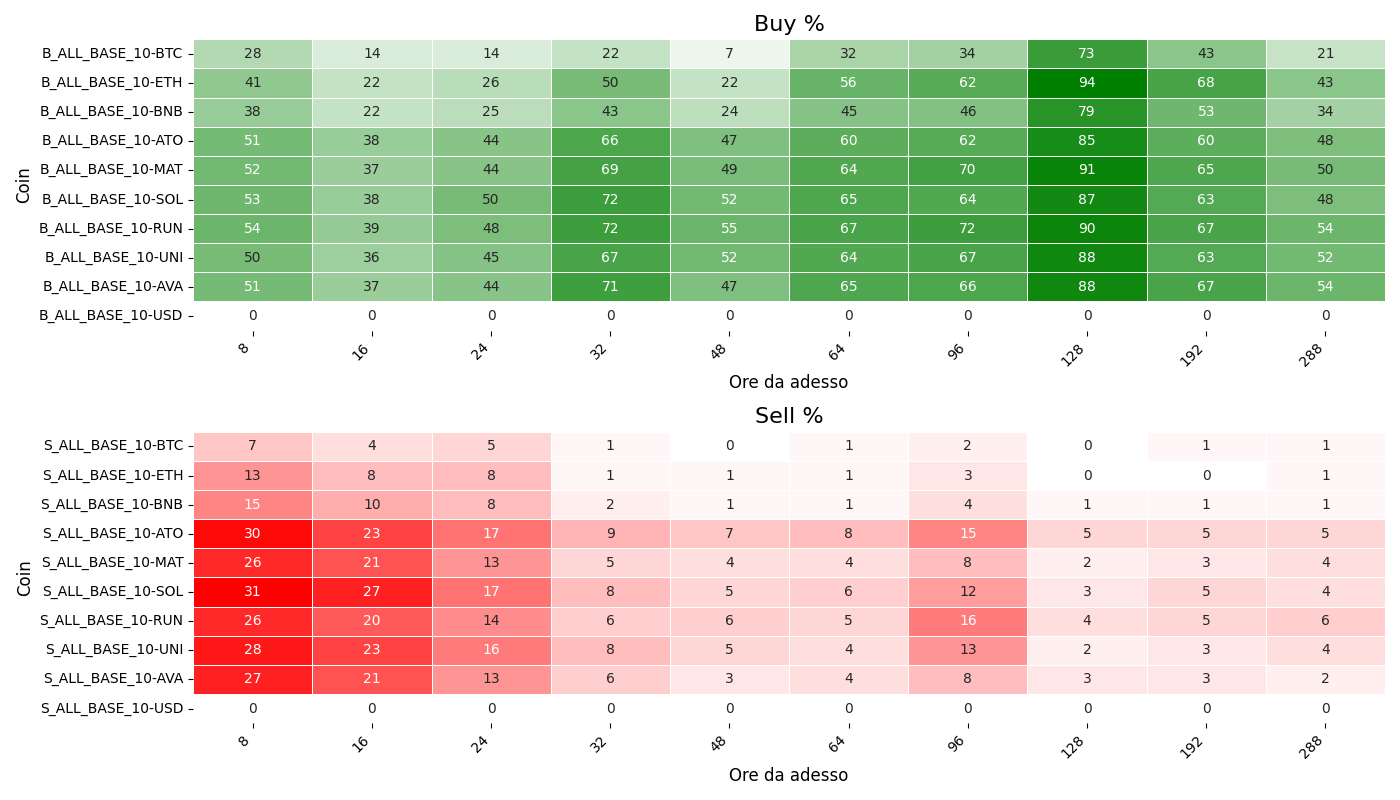 Buy %
Coin
B_ALL_BASE_10-BTC 28 14 14 22 7 32 34 73 43 21
B_ALL_BASE_10-ETH 41 22 26 50 22 56 62 94 68 43
B_ALL_BASE_10-BNB 38 22 25 43 24 45 46 79 53 34
B_ALL_BASE_10-ATO 51 38 44 66 47 60 62 85 60 48
B_ALL_BASE_10-MAT 52 37 44 69 49 64 70 91 65 50
B_ALL_BASE_10-SOL 53 38 50 72 52 65 64 87 63 48
B_ALL_BASE_10-RUN 54 39 48 72 55 67 72 90 67 54
B_ALL_BASE_10-UNI 50 36 45 67 52 64 67 88 63 52
B_ALL_BASE_10-AVA 51 37 44 71 47 65 66 88 67 54
B_ALL_BASE_10-USD 0 0 0 0 0 0 0 0 0 0
8 16 24 32 48 64 96 128 192 288
Ore da adesso
Sell %
Coin
S_ALL_BASE_10-BTC 7 4 5 1 0 1 2 0 1 1
S_ALL_BASE_10-ETH 13 8 8 1 1 1 3 0 0 1
S_ALL_BASE_10-BNB 15 10 8 2 1 1 4 1 1 1
S_ALL_BASE_10-ATO 30 23 17 9 7 8 15 5 5 5
S_ALL_BASE_10-MAT 26 21 13 5 4 4 8 2 3 4
S_ALL_BASE_10-SOL 31 27 17 8 5 6 12 3 5 4
S_ALL_BASE_10-RUN 26 20 14 6 6 5 16 4 5 6
S_ALL_BASE_10-UNI 28 23 16 8 5 4 13 2 3 4
S_ALL_BASE_10-AVA 27 21 13 6 3 4 8 3 3 2
S_ALL_BASE_10-USD 0 0 0 0 0 0 0 0 0 0
8 16 24 32 48 64 96 128 192 288
Ore da adesso